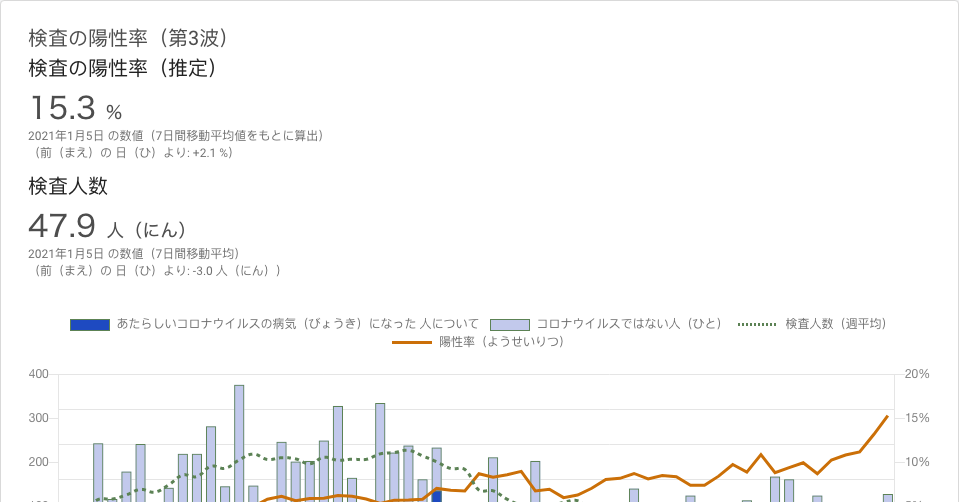 検査の陽性率（第3波）
検査の陽性率（推定）
15.3 %
2021年1月5日 の数値（7日間移動平均値をもとに算出）
（前（まえ）の 日（ひ）より: +2.1 %）
検査人数
47.9 人（にん）
2021年1月5日 の数値（7日間移動平均）
（前（まえ）の 日（ひ）より: -3.0 人（にん））
あたらしいコロナウイルスの病気（びょうき）になった 人について コロナウイルスではない人（ひと） 検査人数（週平均）
陽性率（ようせいりつ）
400 20%
300 15%
200 10%